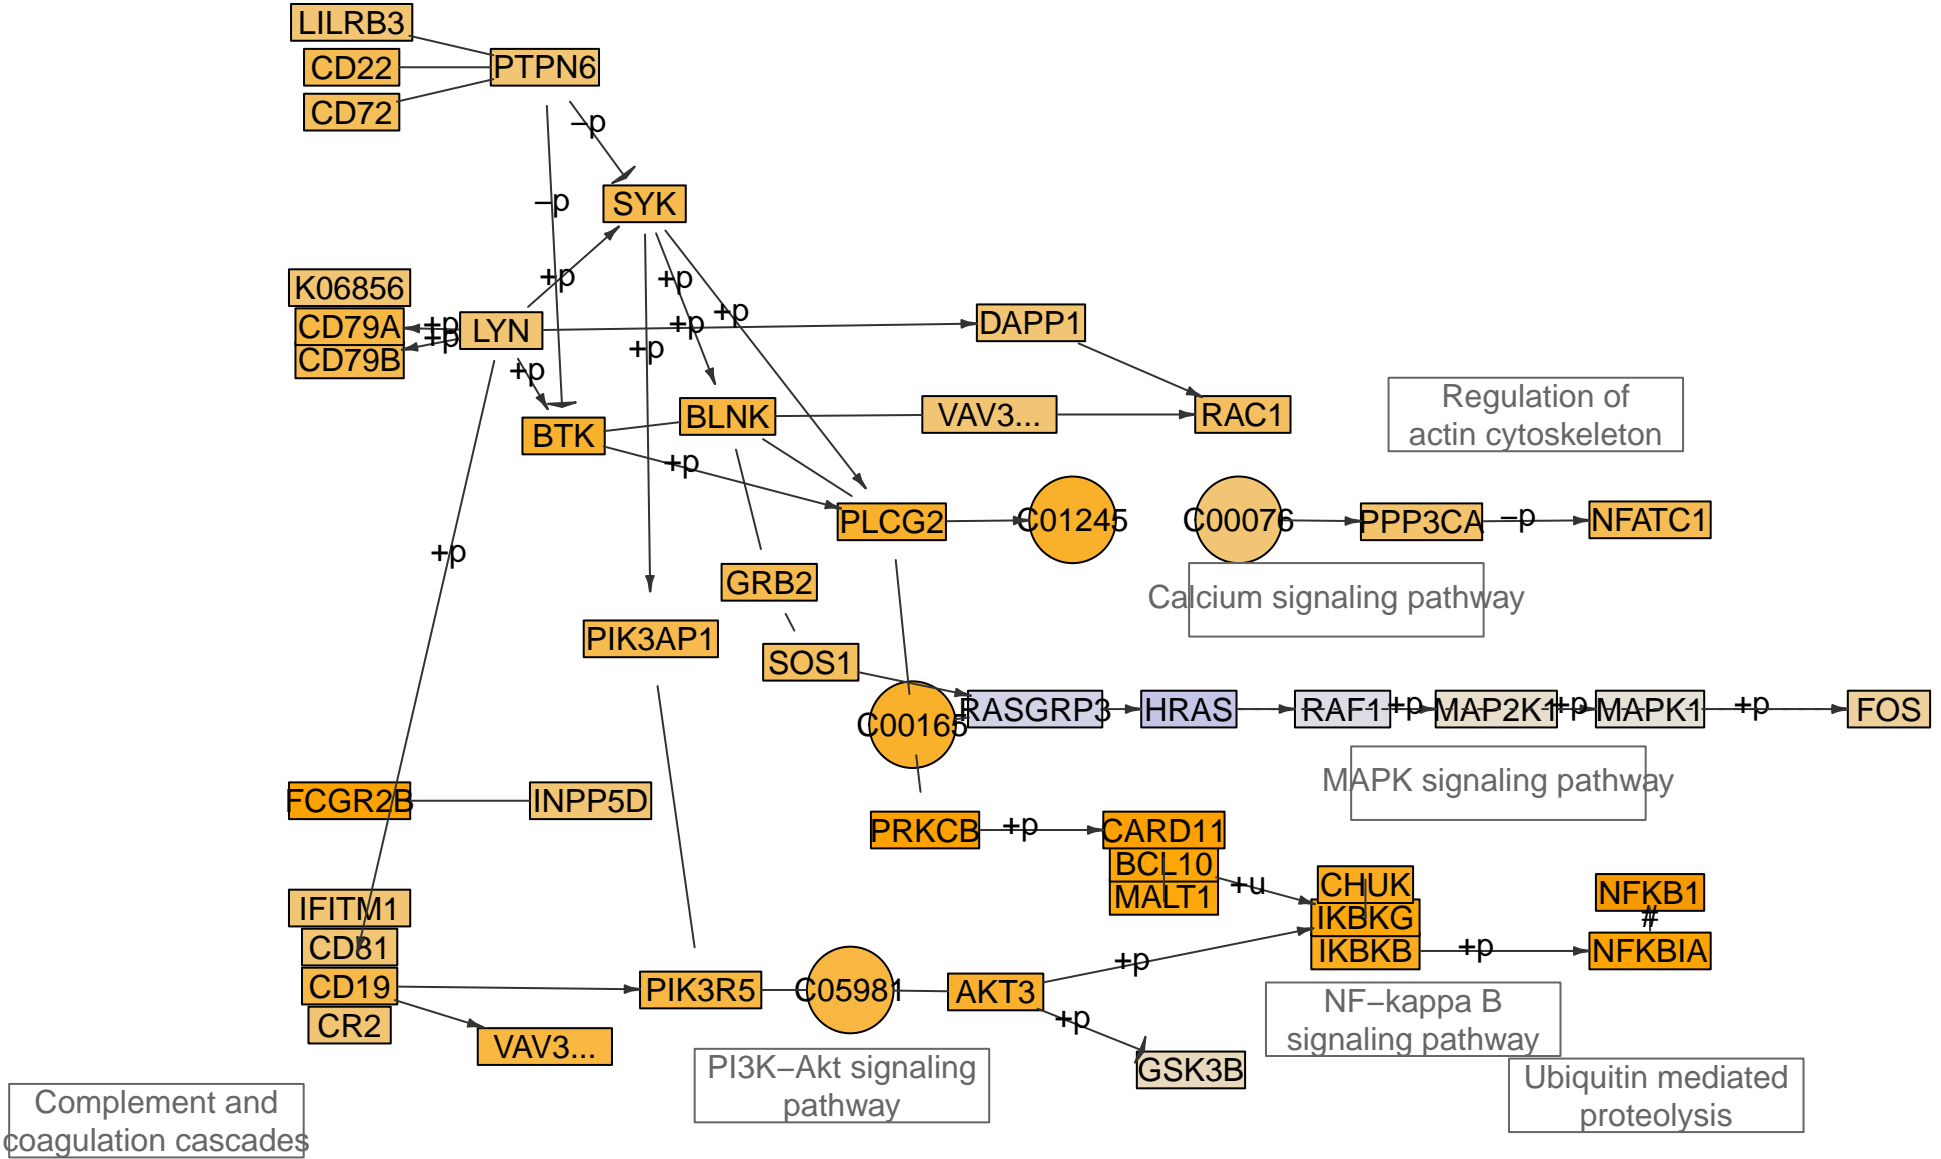 LILRB3
CD22
PTPN6
CD72
−p
SYK
−p
K06856
+p
+p
+p
CD79A
+p
LYN
+p
DAPP1
CD79B
+p
+p
+p
Regulation of
actin cytoskeleton
BTK
BLNK
VAV3...
RAC1
+p
PLCG2
C01245
C00076
PPP3CA
−p
NFATC1
+p
GRB2
Calcium signaling pathway
PIK3AP1
SOS1
C00165
RASGRP3
HRAS
RAF1
+p
MAP2K1
+p
MAPK1
+p
FOS
MAPK signaling pathway
FCGR2B
INPP5D
PRKCB
+p
CARD11
BCL10
MALT1
+u
CHUK
IKBKG
IKBKB
NFKB1
#
+p
NFKBIA
IFITM1
CD81
CD19
CR2
PIK3R5
C05981
AKT3
+p
+p
VAV3...
GSK3B
NF−kappa B
signaling pathway
PI3K−Akt signaling
pathway
Ubiquitin mediated
proteolysis
Complement and
coagulation cascades